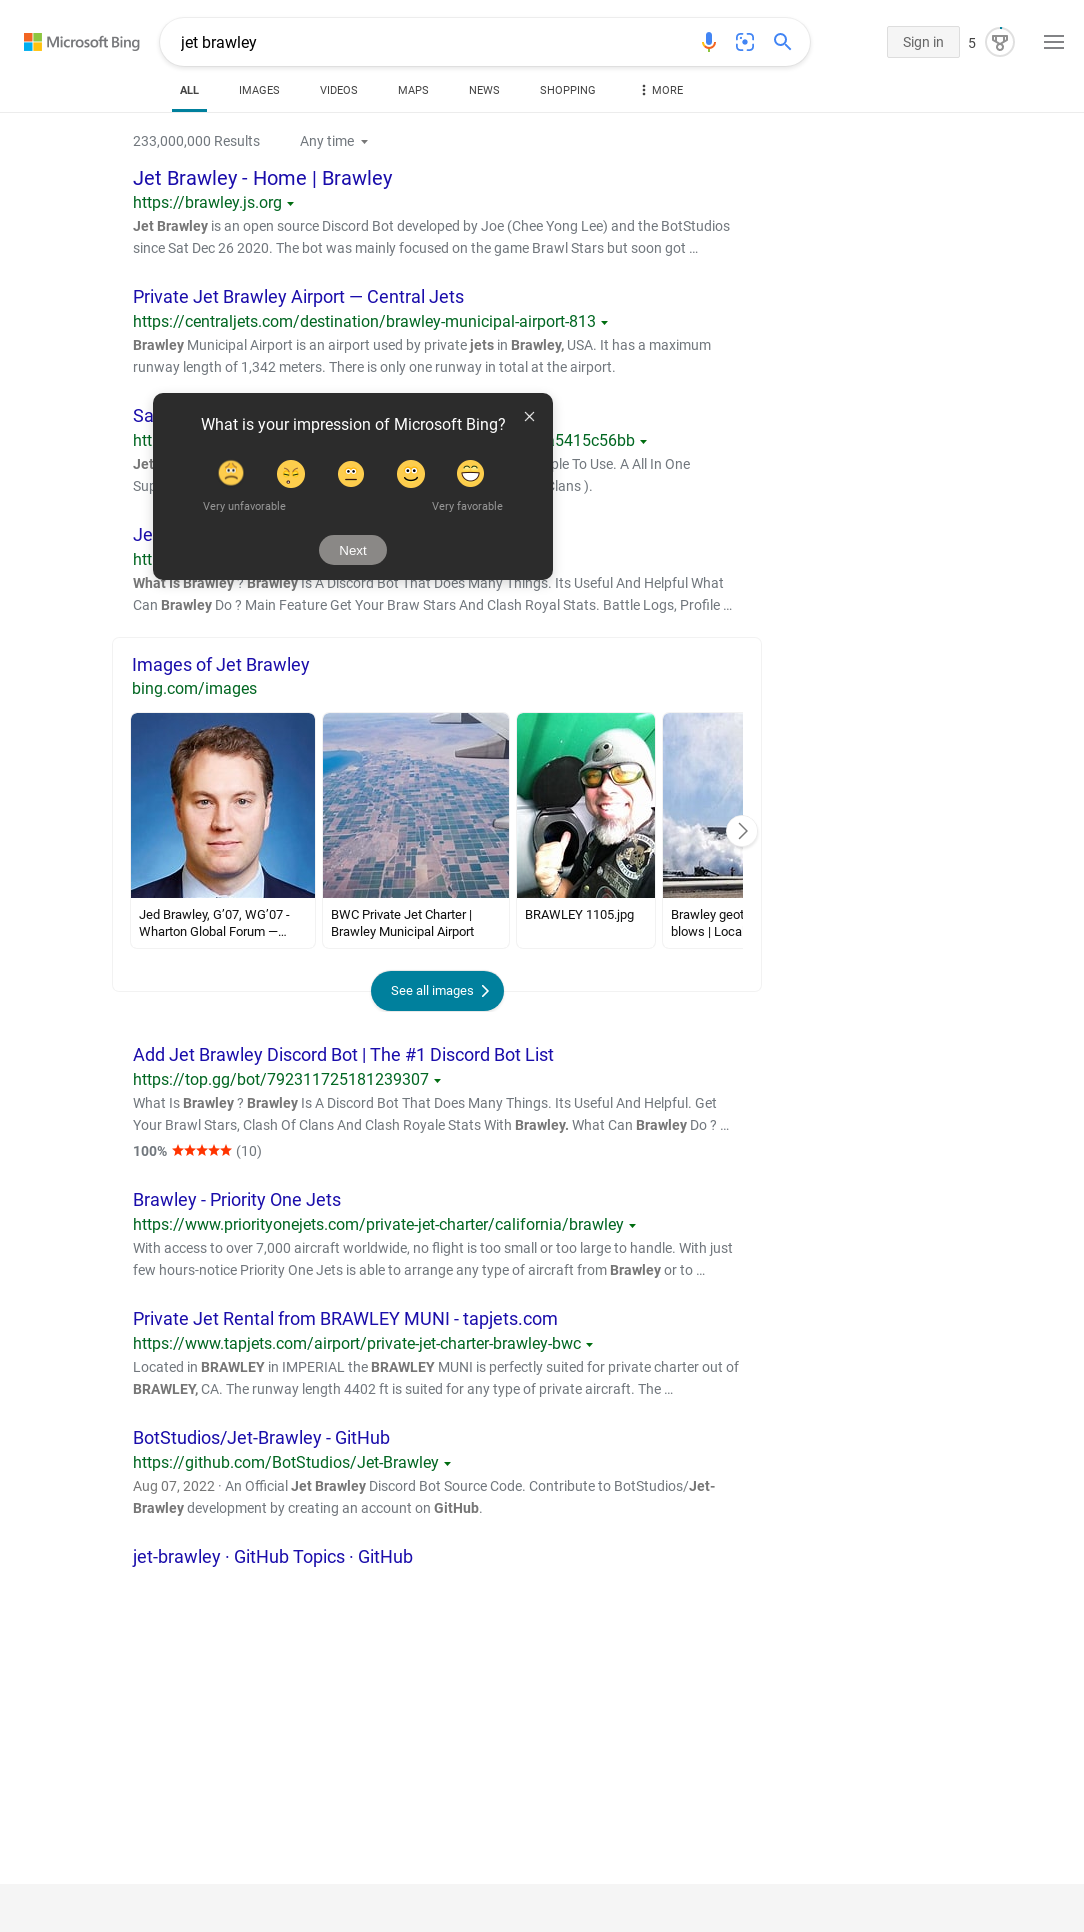 Microsoft Bing
jet brawley
Sign in
5
ALL
IMAGES
VIDEOS
MAPS
NEWS
SHOPPING
MORE
233,000,000 Results
Any time
Jet Brawley - Home | Brawley
https://brawley.js.org
Jet Brawley is an open source Discord Bot developed by Joe (Chee Yong Lee) and the BotStudios
since Sat Dec 26 2020. The bot was mainly focused on the game Brawl Stars but soon got ...
Private Jet Brawley Airport — Central Jets
https://centraljets.com/destination/brawley-municipal-airport-813
Brawley Municipal Airport is an airport used by private jets in Brawley, USA. It has a maximum
runway length of 1,342 meters. There is only one runway in total at the airport.
Sa
What is your impression of Microsoft Bing?
htt
5415c56bb
Jet
ble To Use. A All In One
Sup
Clans ).
Very unfavorable
Very favorable
Je
Next
htt
What Is Brawley ? Brawley Is A Discord Bot That Does Many Things. Its Useful And Helpful What
Can Brawley Do ? Main Feature Get Your Braw Stars And Clash Royal Stats. Battle Logs, Profile ...
Images of Jet Brawley
bing.com/images
Jed Brawley, G’07, WG’07 -
Wharton Global Forum —...
BWC Private Jet Charter |
Brawley Municipal Airport
BRAWLEY 1105.jpg
Brawley geot
blows | Loca
See all images
Add Jet Brawley Discord Bot | The #1 Discord Bot List
https://top.gg/bot/792311725181239307
What Is Brawley ? Brawley Is A Discord Bot That Does Many Things. Its Useful And Helpful. Get
Your Brawl Stars, Clash Of Clans And Clash Royale Stats With Brawley. What Can Brawley Do ? ...
100% ★★★★★ (10)
Brawley - Priority One Jets
https://www.priorityonejets.com/private-jet-charter/california/brawley
With access to over 7,000 aircraft worldwide, no flight is too small or too large to handle. With just
few hours-notice Priority One Jets is able to arrange any type of aircraft from Brawley or to ...
Private Jet Rental from BRAWLEY MUNI - tapjets.com
https://www.tapjets.com/airport/private-jet-charter-brawley-bwc
Located in BRAWLEY in IMPERIAL the BRAWLEY MUNI is perfectly suited for private charter out of
BRAWLEY, CA. The runway length 4402 ft is suited for any type of private aircraft. The ...
BotStudios/Jet-Brawley - GitHub
https://github.com/BotStudios/Jet-Brawley
Aug 07, 2022 · An Official Jet Brawley Discord Bot Source Code. Contribute to BotStudios/Jet-
Brawley development by creating an account on GitHub.
jet-brawley · GitHub Topics · GitHub